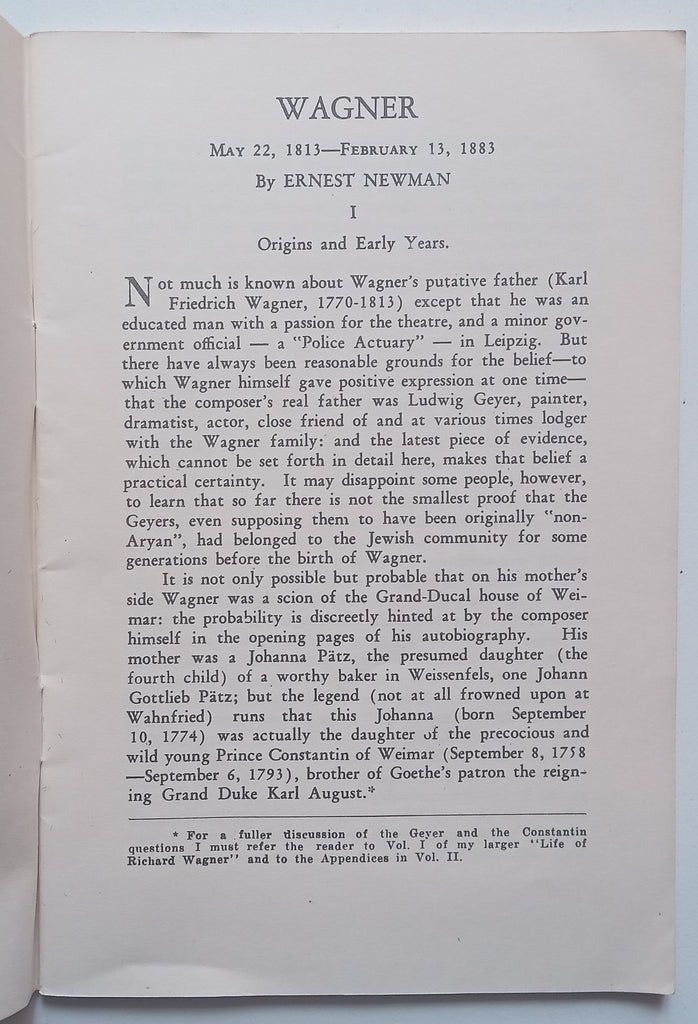 WAGNER
May 22, 1813—February 13, 1883
By ERNEST NEWMAN
I
Origins and Early Years.
Not much is known about Wagner's putative father (Karl
Friedrich Wagner, 1770-1813) except that he was an
educated man with a passion for the theatre, and a minor gov-
ernment official — a "Police Actuary" — in Leipzig. But
there have always been reasonable grounds for the belief—to
which Wagner himself gave positive expression at one time—
that the composer's real father was Ludwig Geyer, painter,
dramatist, actor, close friend of and at various times lodger
with the Wagner family: and the latest piece of evidence,
which cannot be set forth in detail here, makes that belief a
practical certainty. It may disappoint some people, however,
to learn that so far there is not the smallest proof that the
Geyers, even supposing them to have been originally "non-
Aryan", had belonged to the Jewish community for some
generations before the birth of Wagner.
It is not only possible but probable that on his mother's
side Wagner was a scion of the Grand-Ducal house of Wei-
mar: the probability is discreetly hinted at by the composer
himself in the opening pages of his autobiography. His
mother was a Johanna Pätz, the presumed daughter (the
fourth child) of a worthy baker in Weissenfels, one Johann
Gottlieb Pätz; but the legend (not at all frowned upon at
Wahnfried) runs that this Johanna (born September
10, 1774) was actually the daughter of the precocious and
wild young Prince Constantin of Weimar (September 8, 1758
—September 6, 1793), brother of Goethe's patron the reign-
ing Grand Duke Karl August.*
* For a fuller discussion of the Geyer and the Constantin
questions I must refer the reader to Vol. I of my larger "Life of
Richard Wagner" and to the Appendices in Vol. II.